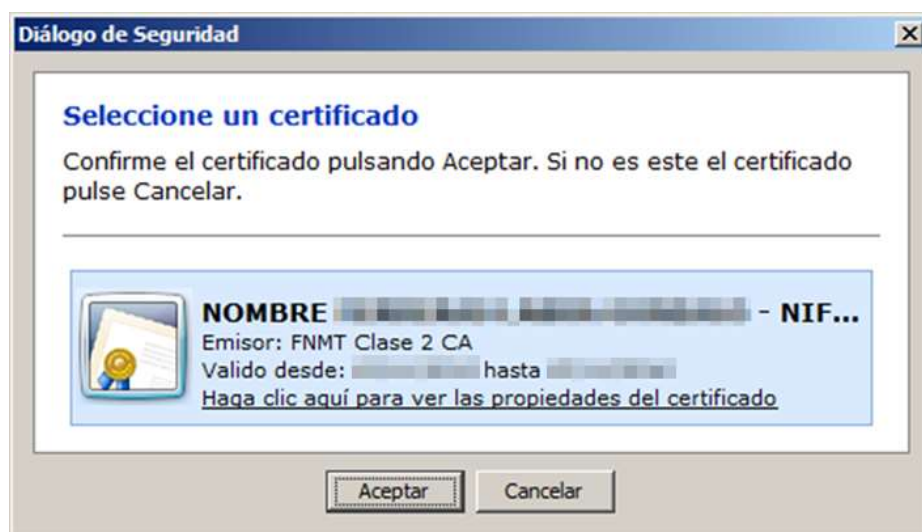 Diálogo de Seguridad
Seleccione un certificado
Confirme el certificado pulsando Aceptar. Si no es este el certificado
pulse Cancelar.
NOMBRE - NIF...
Emisor: FNMT Clase 2 CA
Valido desde: hasta
Haga clic aquí para ver las propiedades del certificado
Aceptar
Cancelar